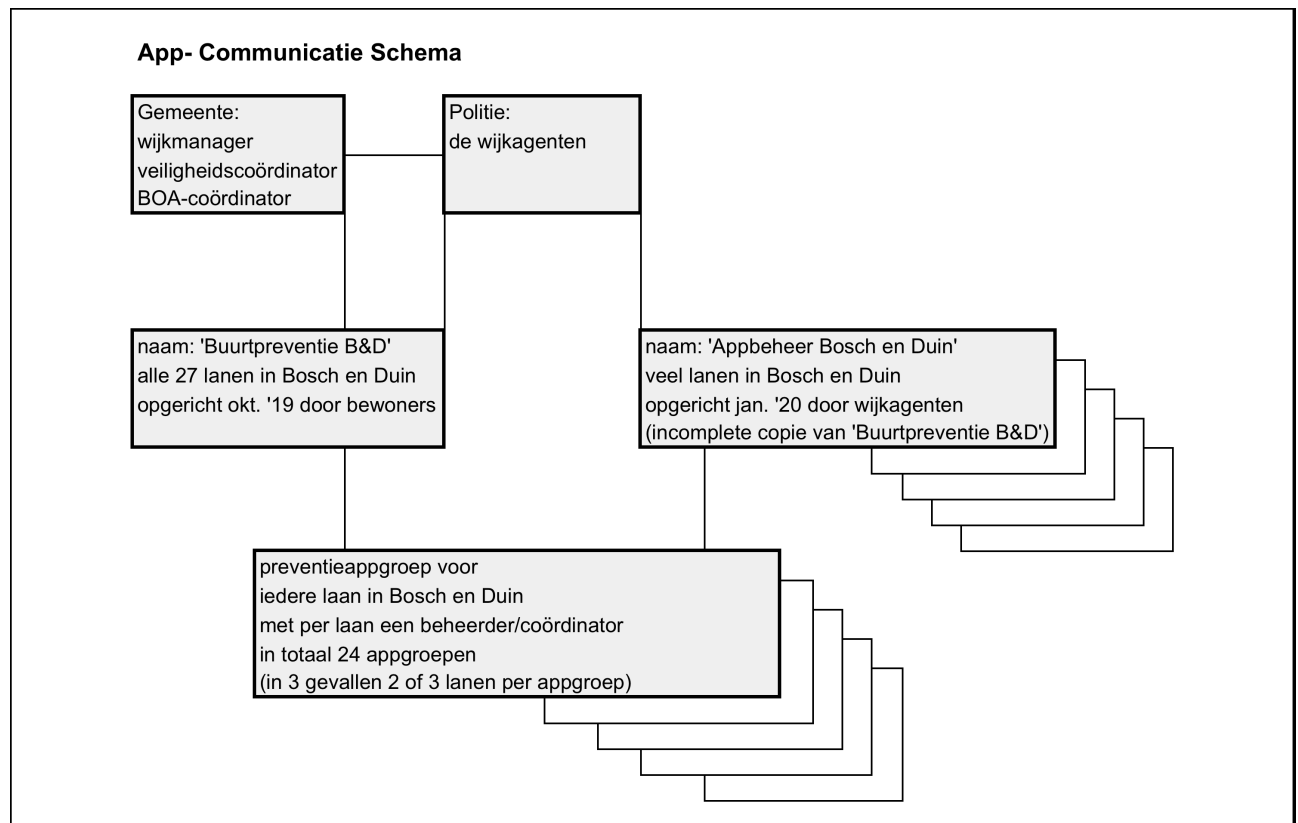 App- Communicatie Schema
Gemeente:
wijkmanager
veiligheidscoördinator
BOA-coördinator
Politie:
de wijkagenten
naam: 'Buurtpreventie B&D'
alle 27 lanen in Bosch en Duin
opgericht okt. '19 door bewoners
naam: 'Appbeheer Bosch en Duin'
veel lanen in Bosch en Duin
opgericht jan. '20 door wijkagenten
(incomplete copie van 'Buurtpreventie B&D')
preventieappgroep voor
iedere laan in Bosch en Duin
met per laan een beheerder/coördinator
in totaal 24 appgroepen
(in 3 gevallen 2 of 3 lanen per appgroep)